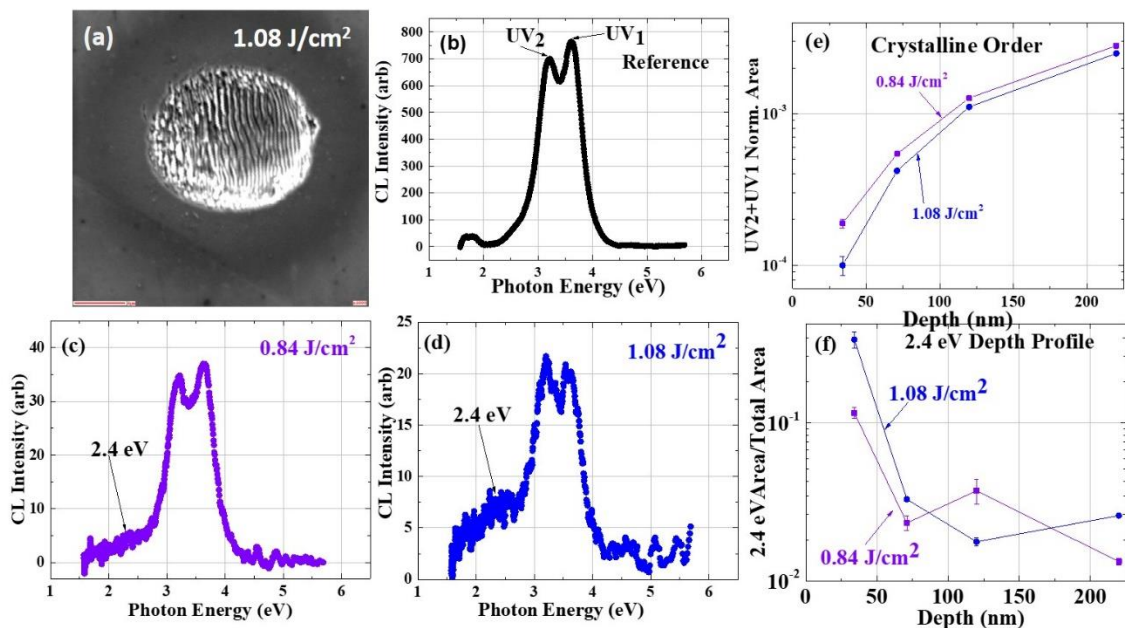 (a) 1.08 J/cm²
(b) UV₂ UV₁
Reference
CL Intensity (arb)
800
700
600
500
400
300
200
100
0
1 2 3 4 5 6
Photon Energy (eV)
(e) Crystalline Order
0.84 J/cm²
1.08 J/cm²
UV2+UV1 Norm. Area
10⁻³
10⁻⁴
0 50 100 150 200
Depth (nm)
(c) 0.84 J/cm²
2.4 eV
CL Intensity (arb)
40
30
20
10
0
1 2 3 4 5 6
Photon Energy (eV)
(d) 1.08 J/cm²
2.4 eV
CL Intensity (arb)
25
20
15
10
5
0
1 2 3 4 5 6
Photon Energy (eV)
(f) 2.4 eV Depth Profile
1.08 J/cm²
0.84 J/cm²
2.4 eVArea/Total Area
10⁻¹
10⁻²
0 50 100 150 200
Depth (nm)